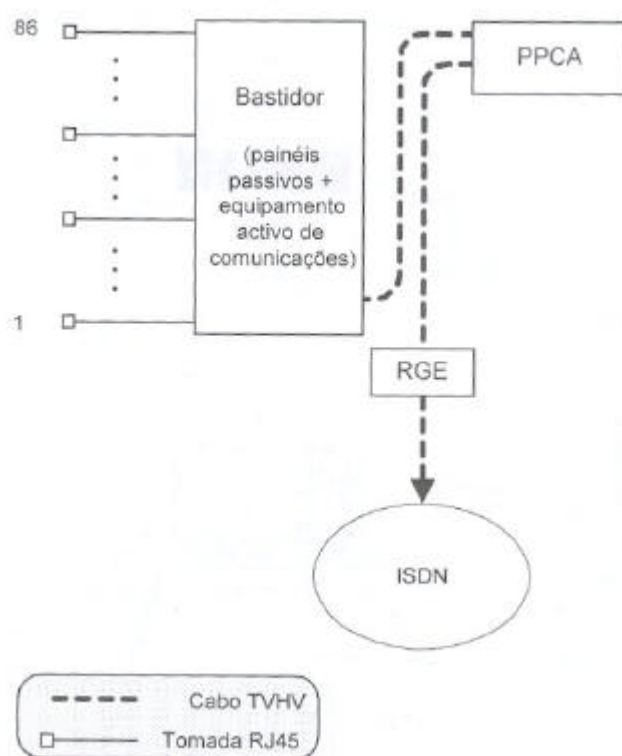 86
Bastidor
(painéis
passivos +
equipamento
activo de
comunicações)
PPCA
1
RGE
ISDN
Cabo TVHV
Tomada RJ45